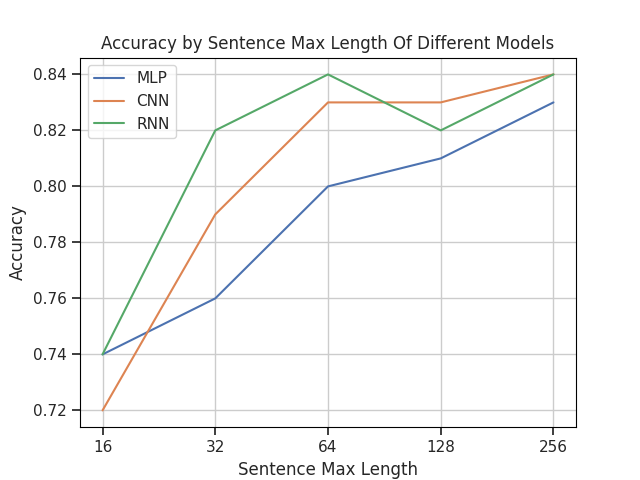 Accuracy by Sentence Max Length Of Different Models
MLP
CNN
RNN
Accuracy
0.84
0.82
0.80
0.78
0.76
0.74
0.72
16 32 64 128 256
Sentence Max Length